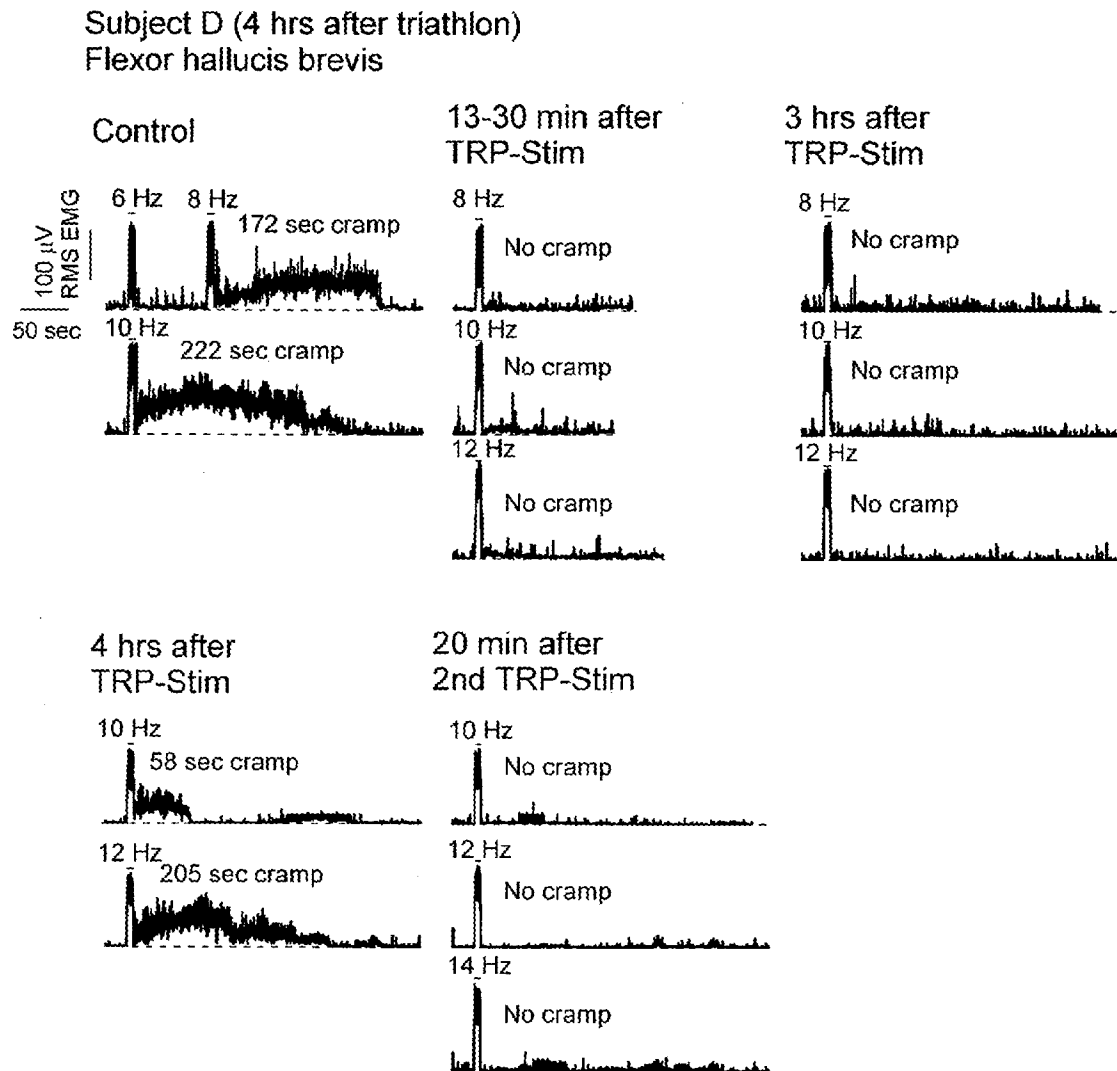 Subject D (4 hrs after triathlon)
Flexor hallucis brevis
Control
6 Hz
8 Hz
172 sec cramp
100 µV
RMS EMG
50 sec
10 Hz
222 sec cramp
13-30 min after
TRP-Stim
8 Hz
No cramp
10 Hz
No cramp
12 Hz
No cramp
3 hrs after
TRP-Stim
8 Hz
No cramp
10 Hz
No cramp
12 Hz
No cramp
4 hrs after
TRP-Stim
10 Hz
58 sec cramp
12 Hz
205 sec cramp
20 min after
2nd TRP-Stim
10 Hz
No cramp
12 Hz
No cramp
14 Hz
No cramp